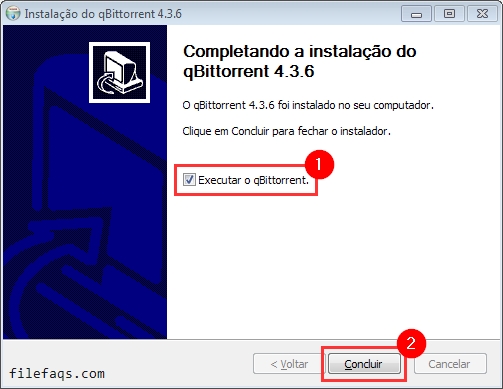 Instalação do qBittorrent 4.3.6
Completando a instalação do
qBittorrent 4.3.6
O qBittorrent 4.3.6 foi instalado no seu computador.
Clique em Concluir para fechar o instalador.
1
Executar o qBittorrent.
2
< Voltar
Concluir
Cancelar
filefaqs.com